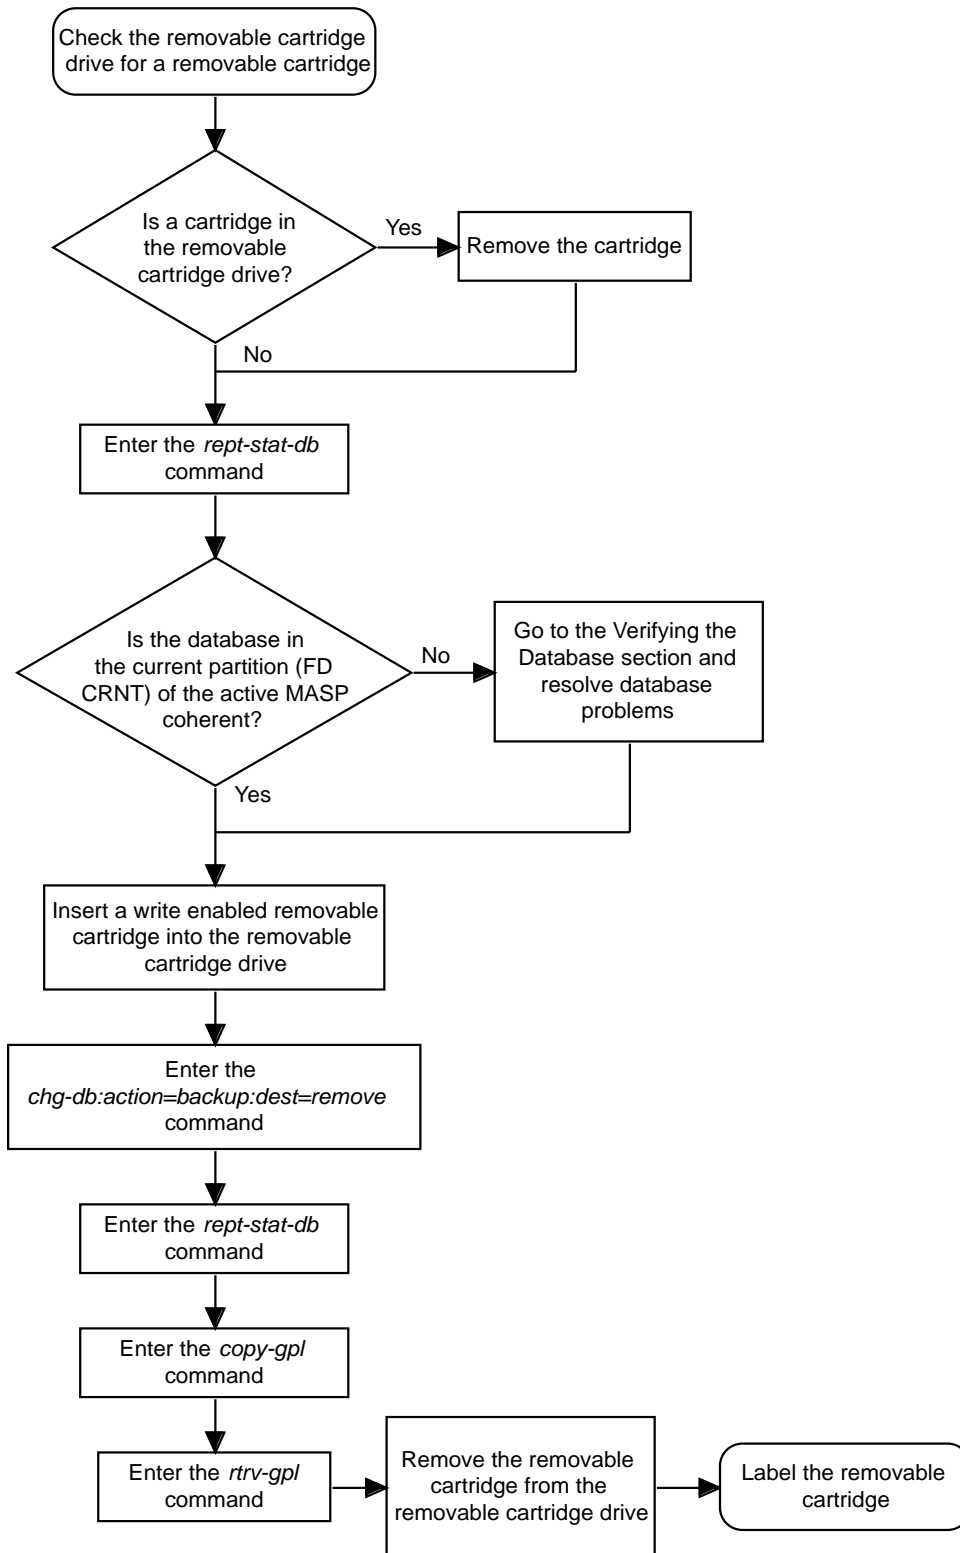 Check the removable cartridge
drive for a removable cartridge
Is a cartridge in
the removable
cartridge drive?
Yes
Remove the cartridge
No
Enter the rept-stat-db
command
Is the database in
the current partition (FD
CRNT) of the active MASP
coherent?
No
Go to the Verifying the
Database section and
resolve database
problems
Yes
Insert a write enabled removable
cartridge into the removable
cartridge drive
Enter the
chg-db:action=backup:dest=remove
command
Enter the rept-stat-db
command
Enter the copy-gpl
command
Enter the rtrv-gpl
command
Remove the removable
cartridge from the
removable cartridge drive
Label the removable
cartridge